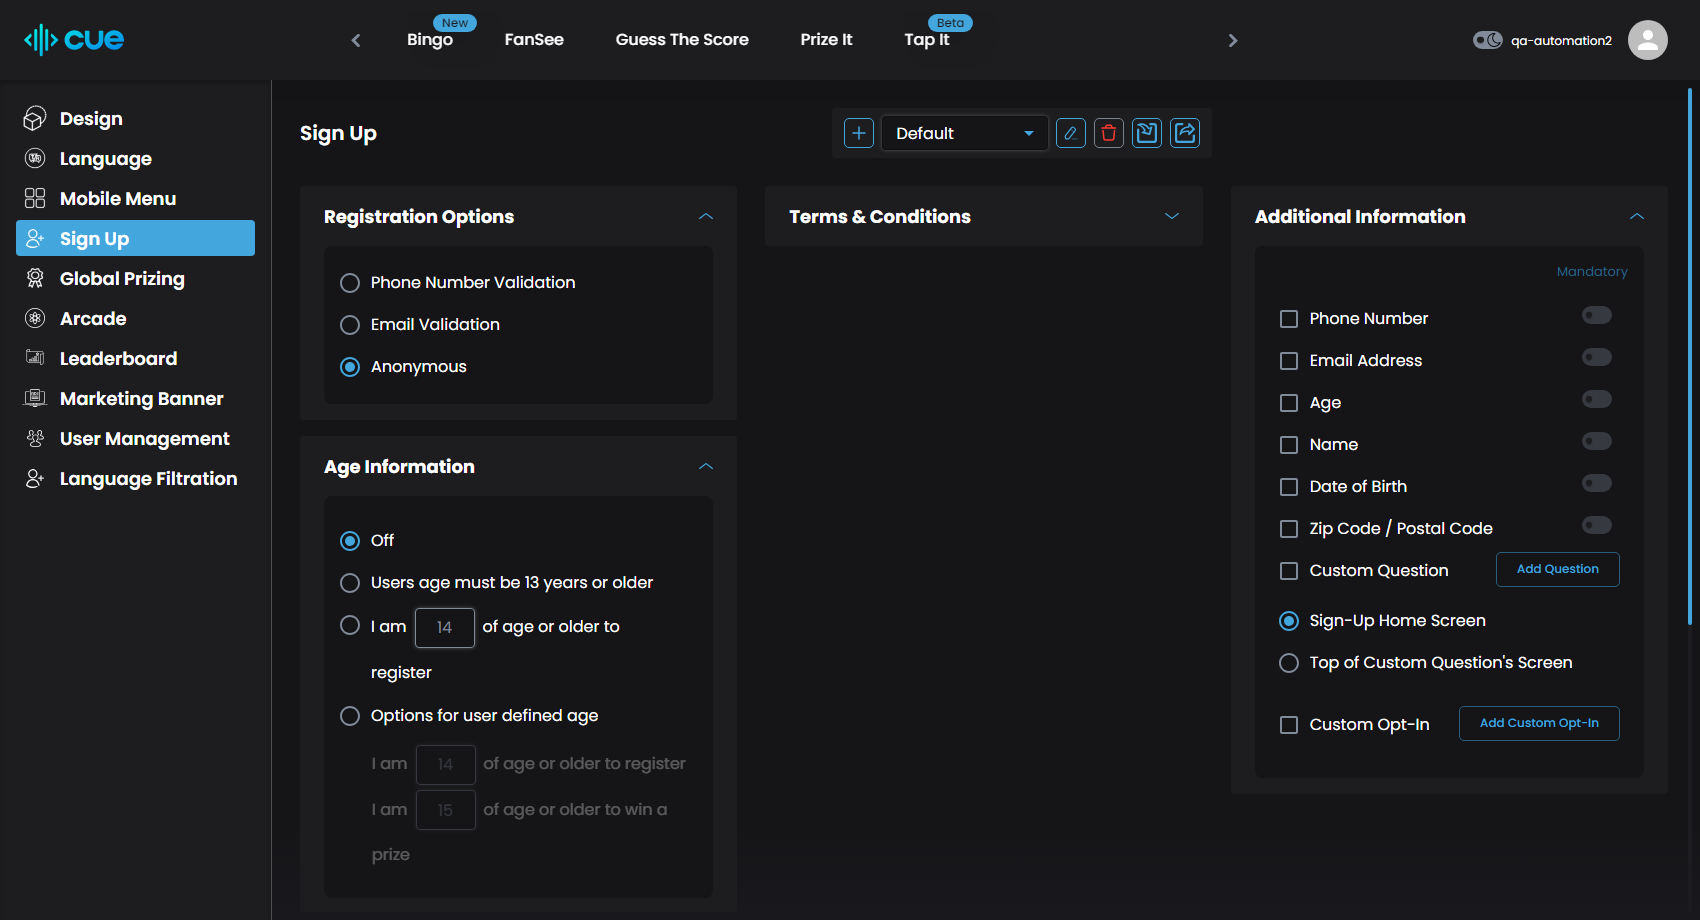 cue
New
Bingo
FanSee
Guess The Score
Prize It
Beta
Tap It
qa-automation2
Design
Language
Mobile Menu
Sign Up
Global Prizing
Arcade
Leaderboard
Marketing Banner
User Management
Language Filtration
Sign Up
Default
Registration Options
Phone Number Validation
Email Validation
Anonymous
Age Information
Off
Users age must be 13 years or older
I am 14 of age or older to
register
Options for user defined age
I am 14 of age or older to register
I am 15 of age or older to win a
prize
Terms & Conditions
Additional Information
Mandatory
Phone Number
Email Address
Age
Name
Date of Birth
Zip Code / Postal Code
Custom Question
Add Question
Sign-Up Home Screen
Top of Custom Question's Screen
Custom Opt-In
Add Custom Opt-In